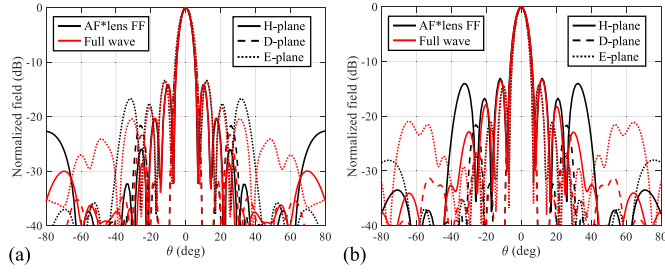 AF*lens FF
Full wave
H-plane
D-plane
E-plane
Normalized field (dB)
0
-10
-20
-30
-40
-80 -60 -40 -20 0 20 40 60 80
θ (deg)
(a)
AF*lens FF
Full wave
H-plane
D-plane
E-plane
Normalized field (dB)
0
-10
-20
-30
-40
-80 -60 -40 -20 0 20 40 60 80
θ (deg)
(b)